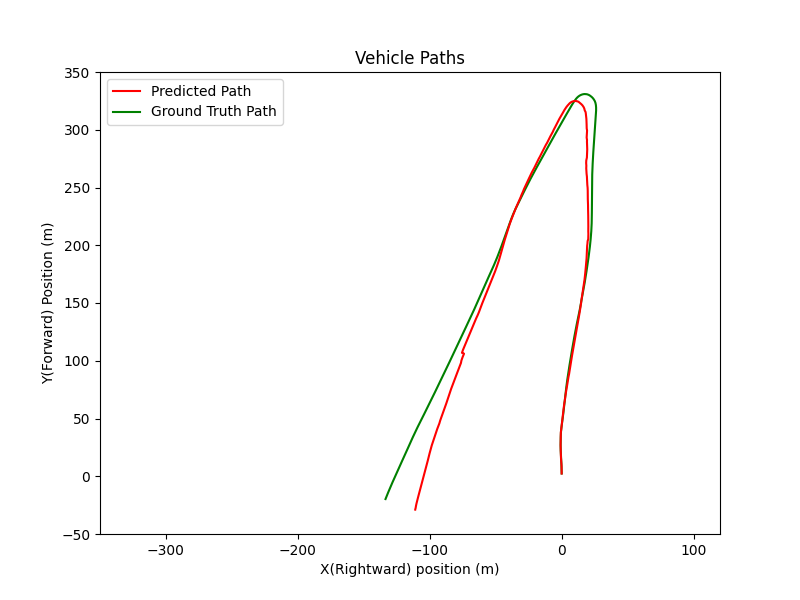 Vehicle Paths
Predicted Path
Ground Truth Path
Y(Forward) Position (m)
350
300
250
200
150
100
50
0
−50
−300
−200
−100
0
100
X(Rightward) position (m)